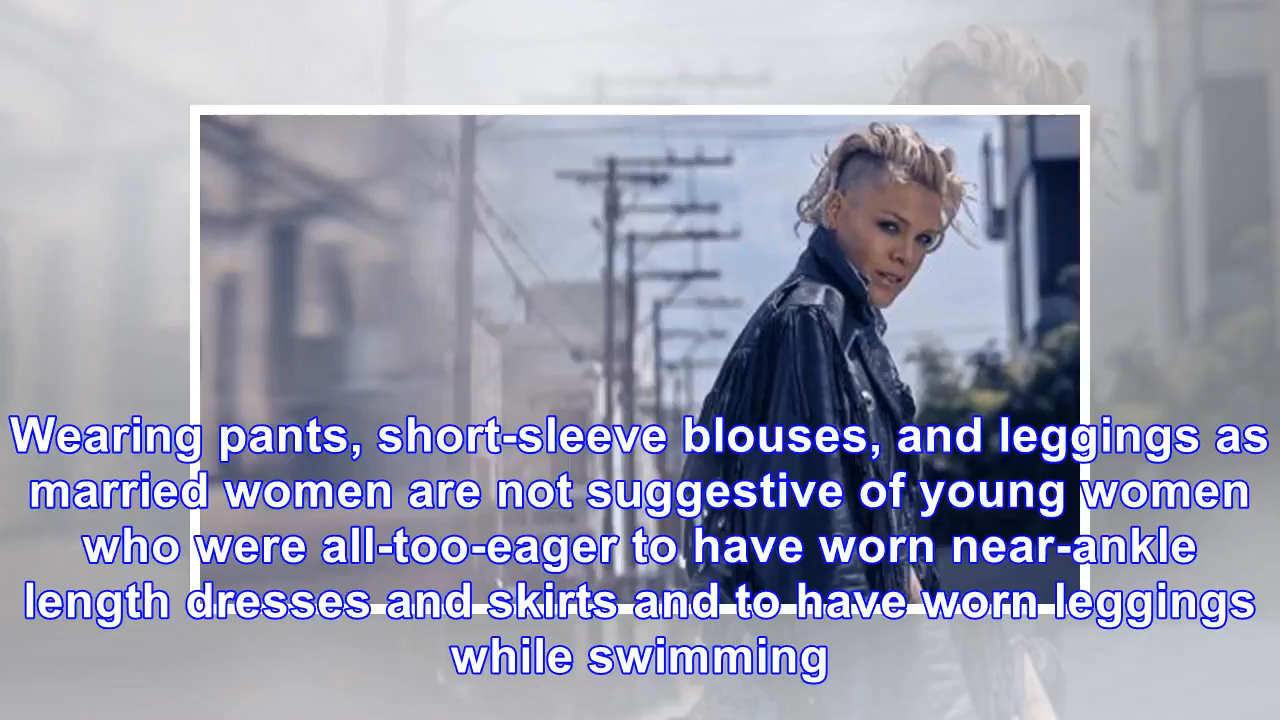 Wearing pants, short-sleeve blouses, and leggings as
married women are not suggestive of young women
who were all-too-eager to have worn near-ankle
length dresses and skirts and to have worn leggings
while swimming